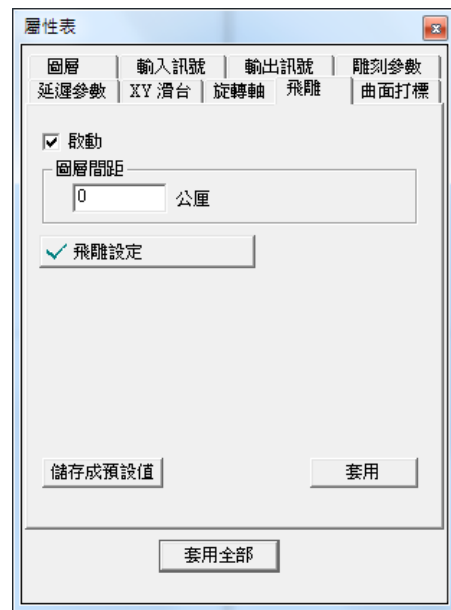 屬性表
圖層 輸入訊號 輸出訊號 雕刻參數
延遲參數 XY 滑台 旋轉軸 飛雕 曲面打標
啟動
圖層間距
0 公厘
飛雕設定
儲存成預設值 套用
套用全部